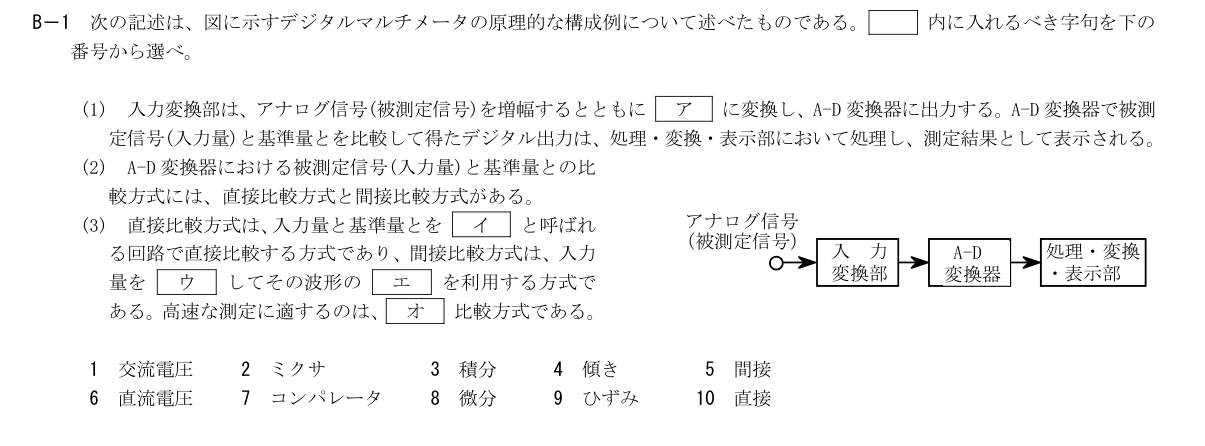 B－1 次の記述は、図に示すデジタルマルチメータの原理的な構成例について述べたものである。 内に入れるべき字句を下の
番号から選べ。
(1) 入力変換部は、アナログ信号(被測定信号)を増幅するとともに ア に変換し、A-D 変換器に出力する。A-D 変換器で被測
定信号(入力量)と基準量とを比較して得たデジタル出力は、処理・変換・表示部において処理し、測定結果として表示される。
(2) A-D 変換器における被測定信号(入力量)と基準量との比
較方式には、直接比較方式と間接比較方式がある。
(3) 直接比較方式は、入力量と基準量とを イ と呼ばれ
る回路で直接比較する方式であり、間接比較方式は、入力
量を ウ してその波形の エ を利用する方式で
ある。高速な測定に適するのは、 オ 比較方式である。
アナログ信号
(被測定信号)
入 力
変換部
A-D
変換器
処理・変換
・表示部
1 交流電圧 2 ミクサ 3 積分 4 傾き 5 間接
6 直流電圧 7 コンパレータ 8 微分 9 ひずみ 10 直接